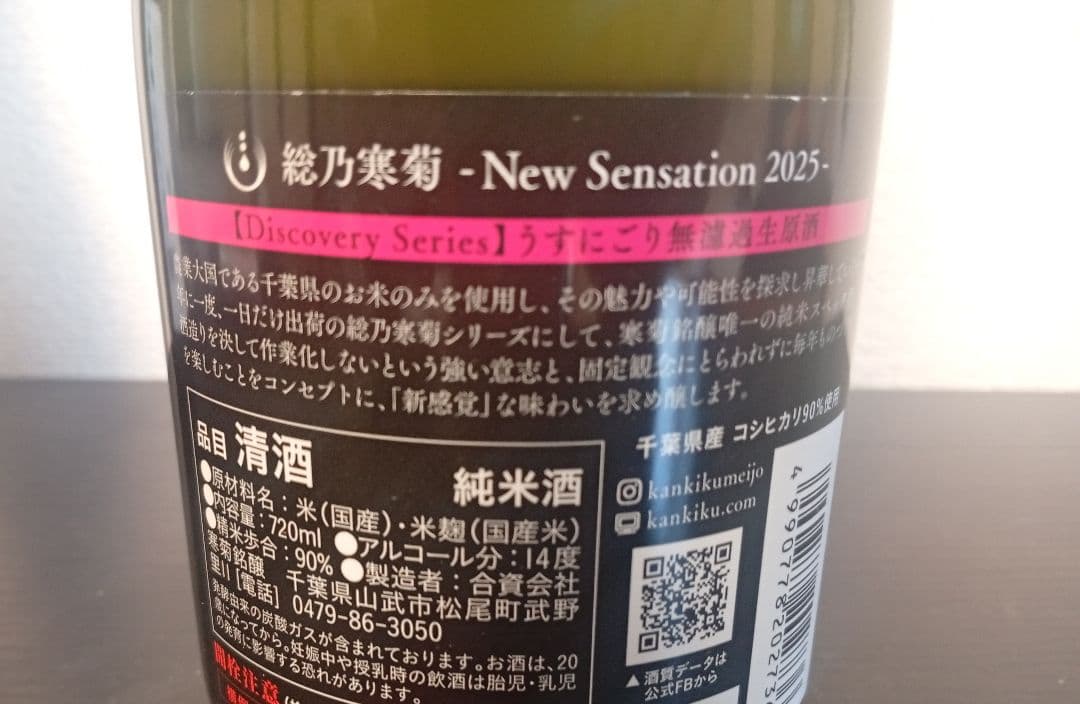 総乃寒菊 -New Sensation 2025-
【Discovery Series】うすにごり無濾過生原酒
業大国である千葉県のお米のみを使用し、その魅力や可能性を探求し昇華して
年に一度、一日だけ出荷の総乃寒菊シリーズにして、寒菊銘醸唯一の純米スペ
酒造りを決して作業化しないという強い意志と、固定観念にとらわれずに毎年もの
を楽しむことをコンセプトに、「新感覚」な味わいを求め醸します。
千葉県産 コシヒカリ90%使用
品目 清酒
純米酒
●原材料名：米(国産)・米麹(国産米)
●内容量：720ml ●アルコール分：14度
●精米歩合：90% ●製造者：合資会社
寒菊銘醸 千葉県山武市松尾町武野
里11 [電話] 0479-86-3050
発酵由来の炭酸ガスが含まれております。お酒は、20
歳になってから。妊娠中や授乳時の飲酒は胎児・乳児
の発育に影響する恐れがあります。
開栓注意
kankikumeijo
kankiku.com
▲酒質データは
公式FBから
4 990778 20273